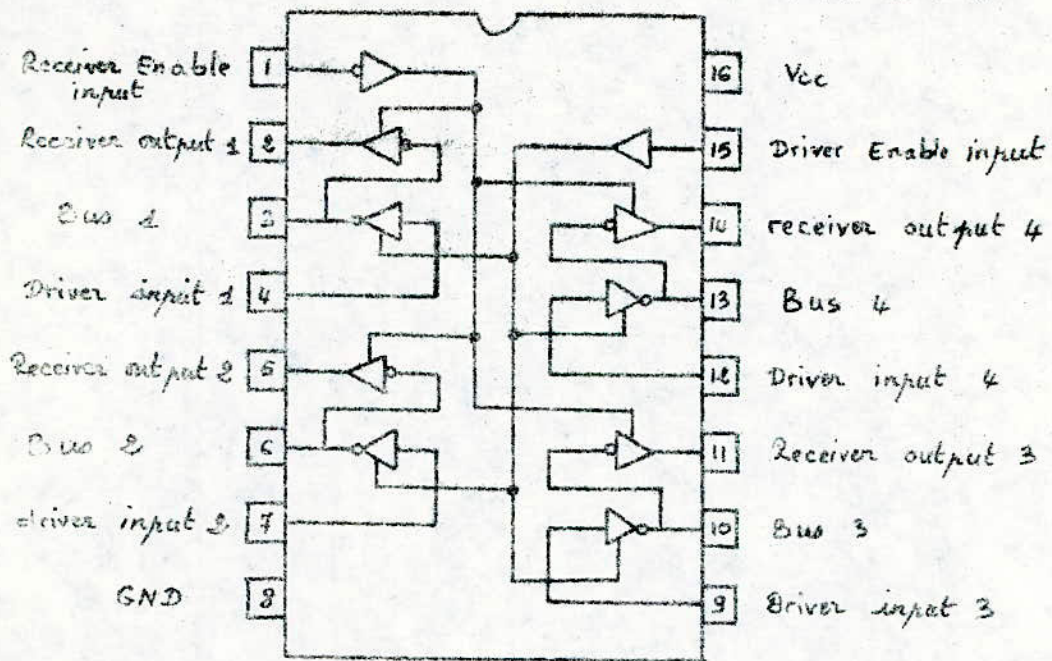 Receiver Enable
input
1
Receiver output 1
2
Bus 1
3
Driver input 1
4
Receiver output 2
5
Bus 2
6
driver input 2
7
GND
8
16
Vcc
15
Driver Enable input
14
receiver output 4
13
Bus 4
12
Driver input 4
11
Receiver output 3
10
Bus 3
9
Driver input 3